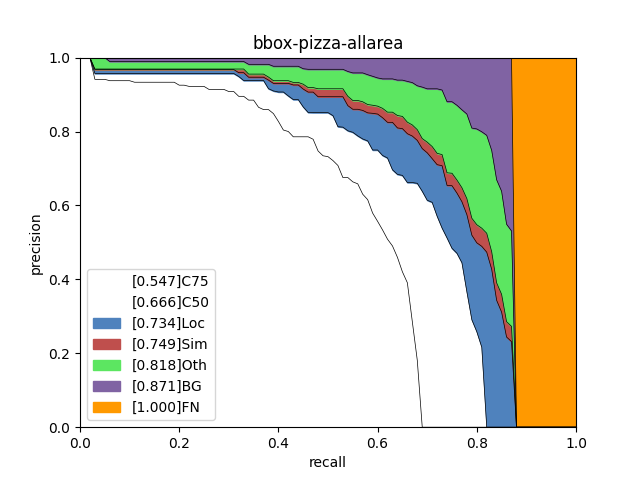 bbox-pizza-allarea
1.0
0.8
0.6
0.4
0.2
0.0
precision
[0.547]C75
[0.666]C50
[0.734]Loc
[0.749]Sim
[0.818]Oth
[0.871]BG
[1.000]FN
0.0 0.2 0.4 0.6 0.8 1.0
recall